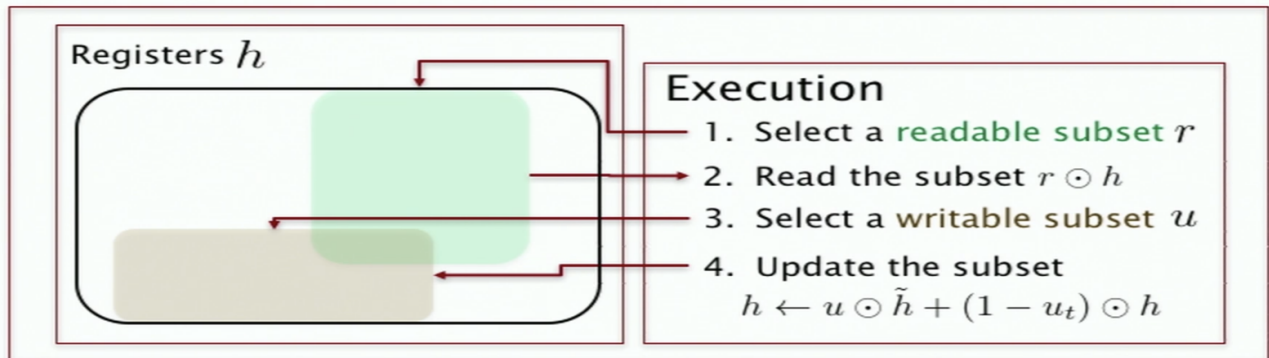 Registers h
Execution
1. Select a readable subset r
2. Read the subset r ⊙ h
3. Select a writable subset u
4. Update the subset
h ← u ⊙ h̃ + (1 − u_t) ⊙ h